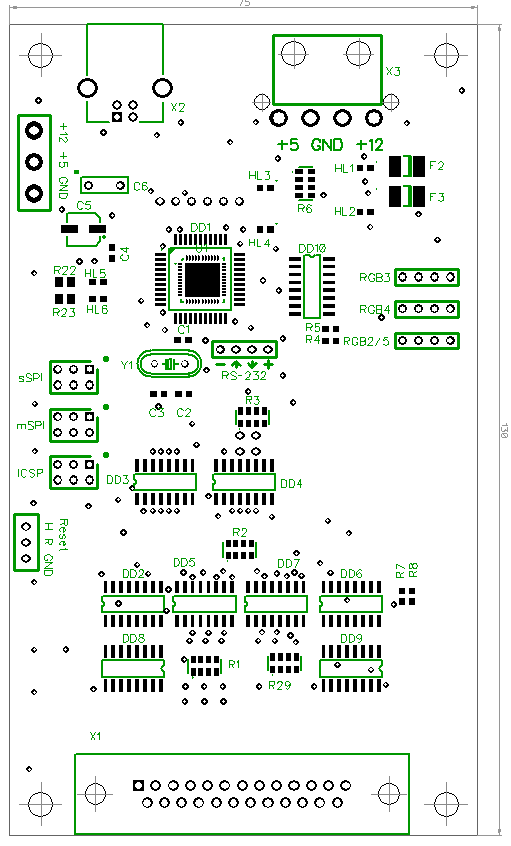 75
X2
X3
+12 +5 GND
+5 GND +12
HL3
HL1
F2
C6
R6
HL2
F3
C5
DD1
U1
HL4
DD10
C4
R22
HL5
RGB3
R23
HL6
RGB4
C1
R5
R4
RGB2/5
Y1
RS-232
sSPI
C3
C2
R3
mSPI
130
ICSP
DD3
DD4
Reset
H R GND
R2
DD2
DD5
DD7
DD6
R7
R8
DD8
DD9
R1
R29
X1